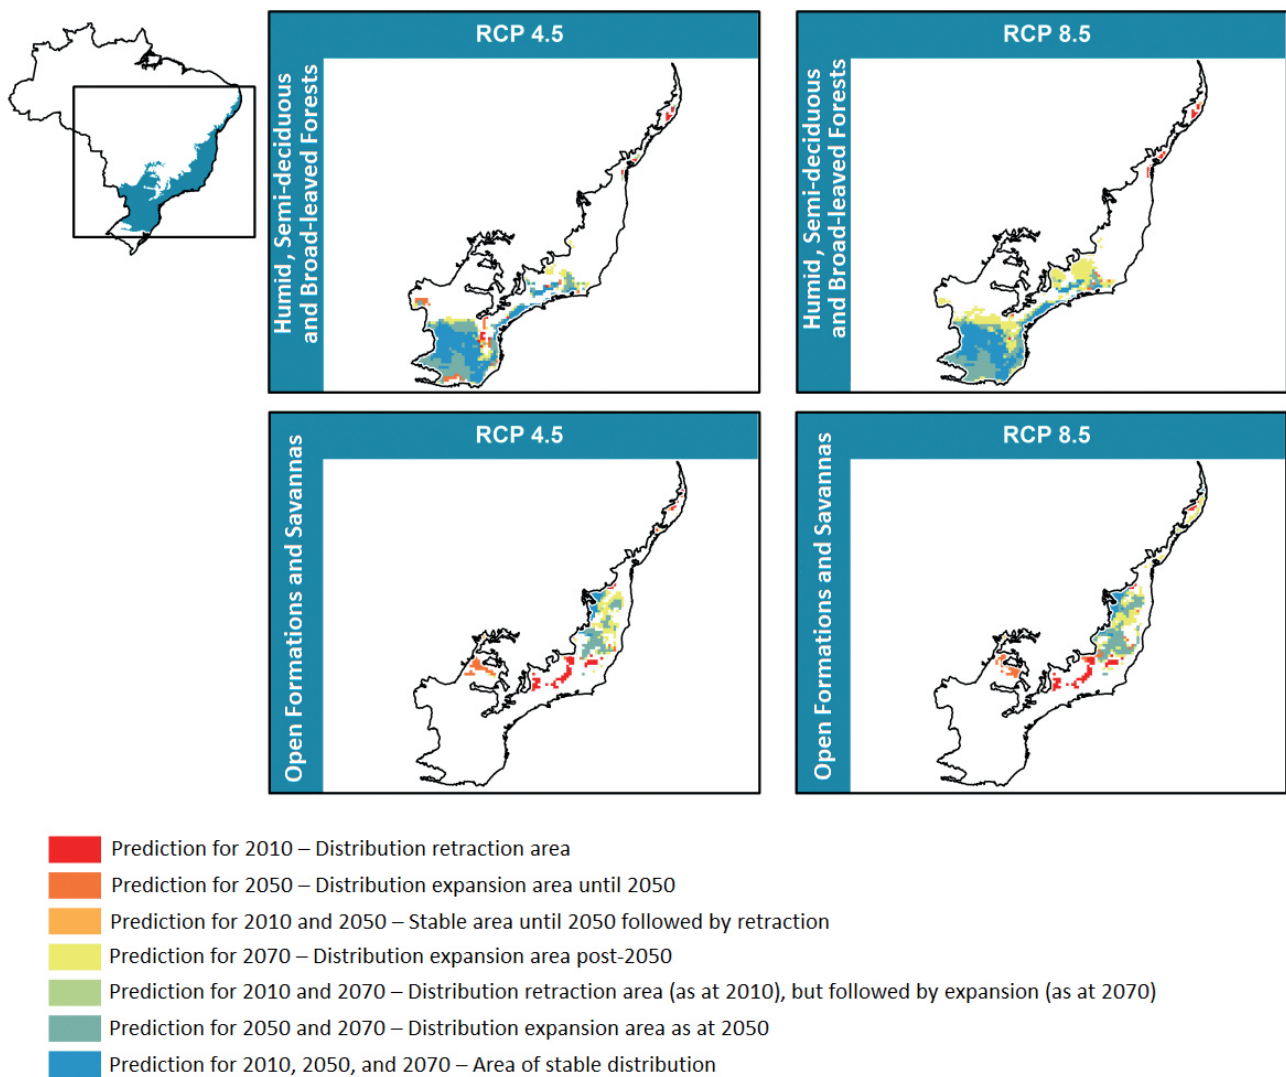 RCP 4.5
RCP 8.5
Humid, Semi-deciduous
and Broad-leaved Forests
Humid, Semi-deciduous
and Broad-leaved Forests
RCP 4.5
RCP 8.5
Open Formations and Savannas
Open Formations and Savannas
Prediction for 2010 – Distribution retraction area
Prediction for 2050 – Distribution expansion area until 2050
Prediction for 2010 and 2050 – Stable area until 2050 followed by retraction
Prediction for 2070 – Distribution expansion area post-2050
Prediction for 2010 and 2070 – Distribution retraction area (as at 2010), but followed by expansion (as at 2070)
Prediction for 2050 and 2070 – Distribution expansion area as at 2050
Prediction for 2010, 2050, and 2070 – Area of stable distribution